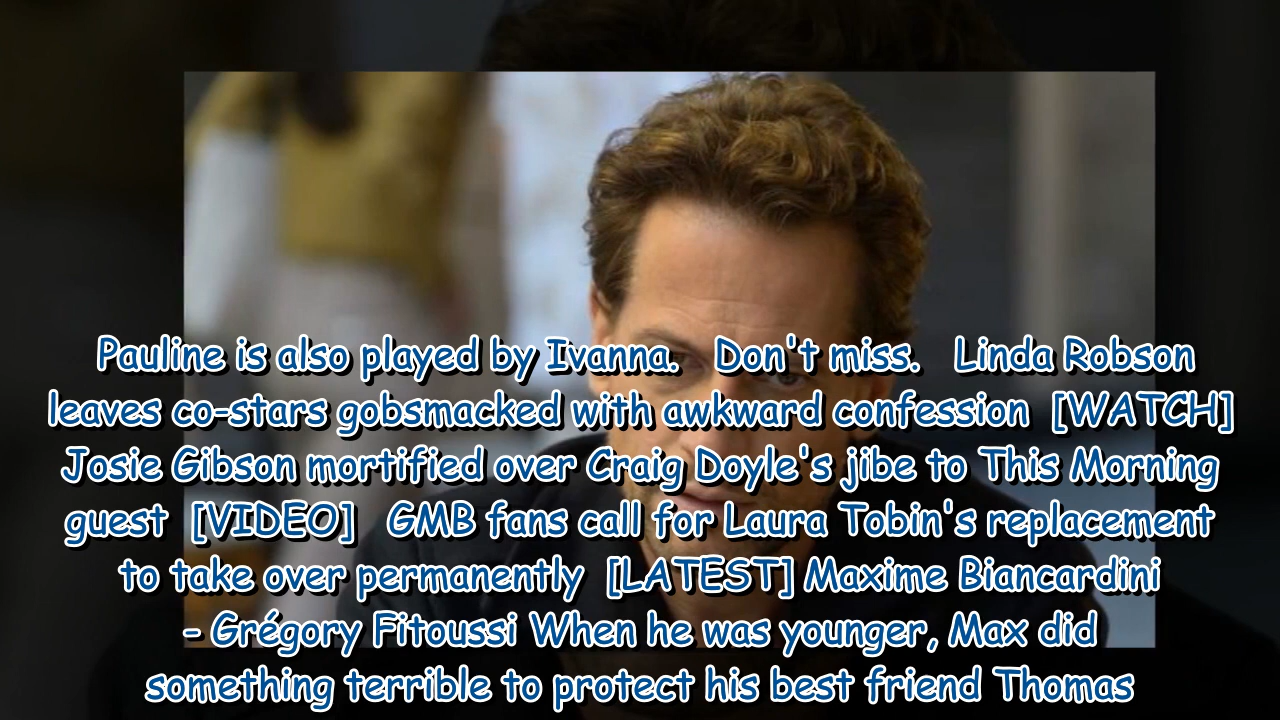 Pauline is also played by Ivanna.   Don't miss.   Linda Robson
leaves co-stars gobsmacked with awkward confession  [WATCH]
Josie Gibson mortified over Craig Doyle's jibe to This Morning
guest  [VIDEO]   GMB fans call for Laura Tobin's replacement
to take over permanently  [LATEST] Maxime Biancardini
- Grégory Fitoussi When he was younger, Max did
something terrible to protect his best friend Thomas